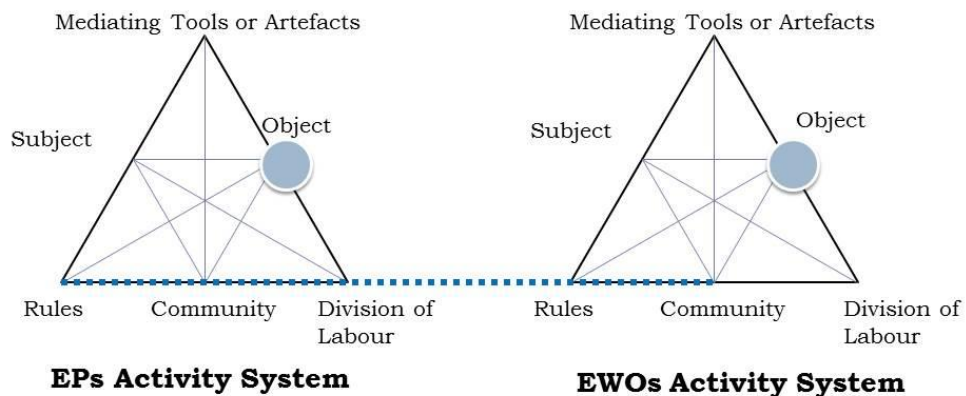 Mediating Tools or Artefacts
Subject
Object
Rules
Community
Division of
Labour
EPs Activity System
Mediating Tools or Artefacts
Subject
Object
Rules
Community
Division of
Labour
EWOs Activity System